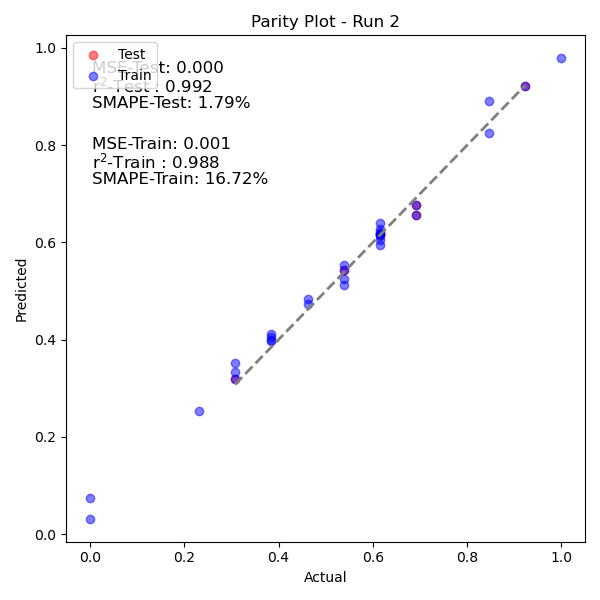 Parity Plot - Run 2
Test
Train
MSE-Test: 0.000
r²-Test : 0.992
SMAPE-Test: 1.79%
MSE-Train: 0.001
r²-Train : 0.988
SMAPE-Train: 16.72%
1.0
0.8
0.6
0.4
0.2
0.0
Predicted
0.0 0.2 0.4 0.6 0.8 1.0
Actual